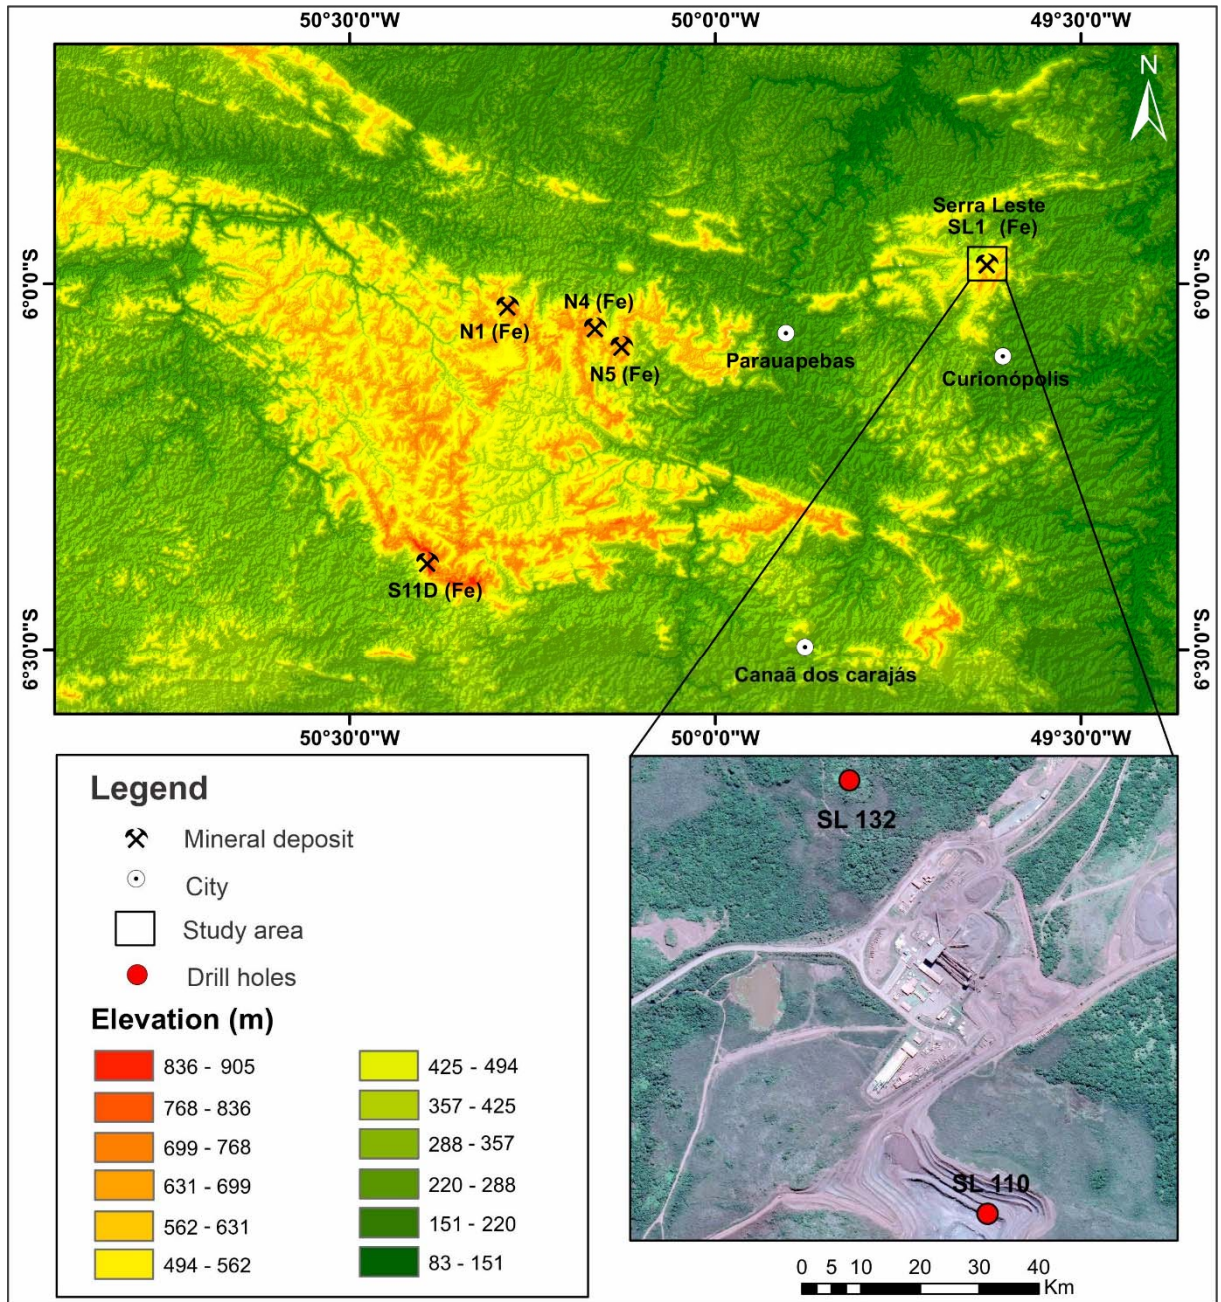 50°30'0"W
50°0'0"W
49°30'0"W
N
Serra Leste
SL1 (Fe)
6°0'0"S
6°0'0"S
N4 (Fe)
N1 (Fe)
N5 (Fe)
Parauapebas
Curionópolis
S11D (Fe)
6°30'0"S
6°30'0"S
Canaã dos carajás
50°30'0"W
50°0'0"W
49°30'0"W
Legend
Mineral deposit
City
Study area
Drill holes
Elevation (m)
836 - 905
768 - 836
699 - 768
631 - 699
562 - 631
494 - 562
425 - 494
357 - 425
288 - 357
220 - 288
151 - 220
83 - 151
SL 132
SL 110
0 5 10 20 30 40
Km